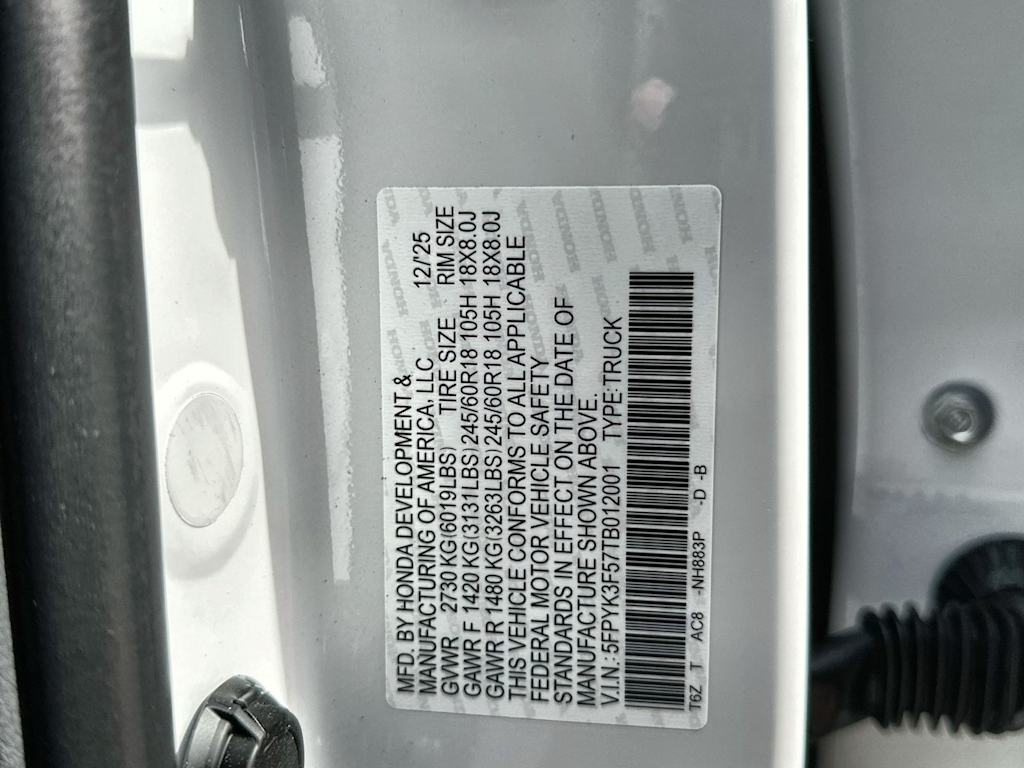 MFD. BY HONDA DEVELOPMENT &
MANUFACTURING OF AMERICA, LLC 12/'25
GVWR 2730 KG(6019LBS) TIRE SIZE RIM SIZE
GAWR F 1420 KG(3131LBS) 245/60R18 105H 18X8.0J
GAWR R 1480 KG(3263LBS) 245/60R18 105H 18X8.0J
THIS VEHICLE CONFORMS TO ALL APPLICABLE
FEDERAL MOTOR VEHICLE SAFETY
STANDARDS IN EFFECT ON THE DATE OF
MANUFACTURE SHOWN ABOVE.
V.I.N.: 5FPYK3F57TB012001 TYPE: TRUCK
T6Z T AC8 -NH883P -D -B